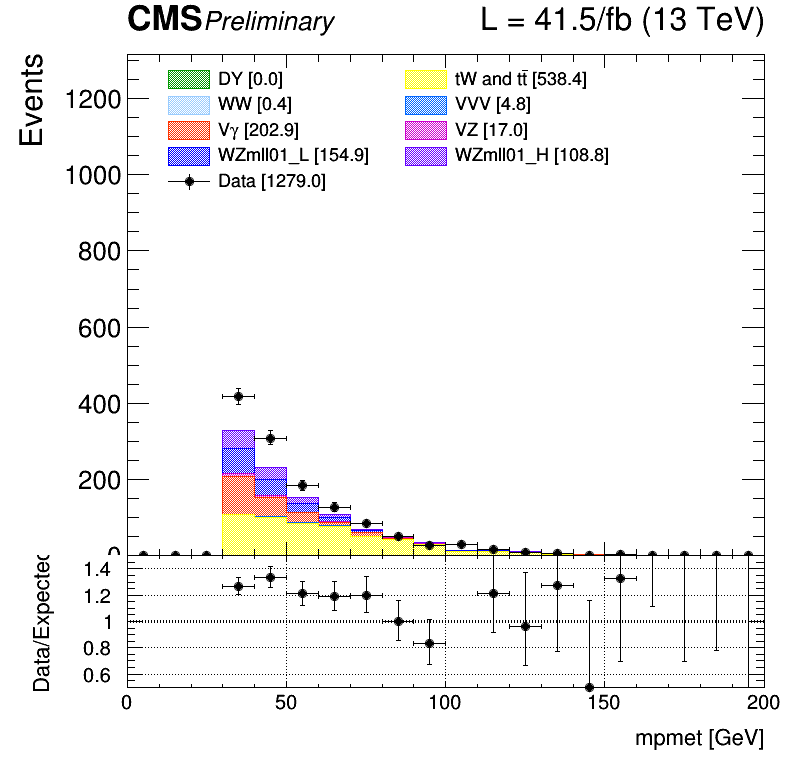 CMS Preliminary L = 41.5/fb (13 TeV)
Events
DY [0.0] tW and tt̄ [538.4]
WW [0.4] VVV [4.8]
Vγ [202.9] VZ [17.0]
WZmll01_L [154.9] WZmll01_H [108.8]
Data [1279.0]
1200
1000
800
600
400
200
0
Data/Expected
1.4
1.2
1
0.8
0.6
0 50 100 150 200
mpmet [GeV]